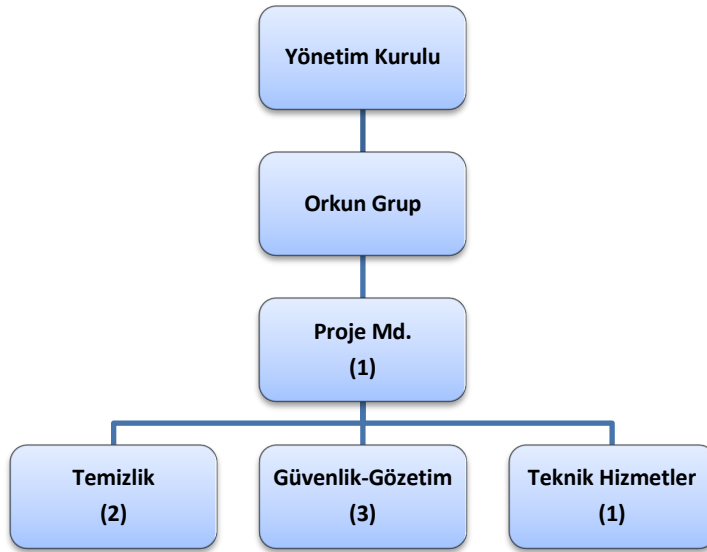 Yönetim Kurulu
Orkun Grup
Proje Md.
(1)
Temizlik
(2)
Güvenlik-Gözetim
(3)
Teknik Hizmetler
(1)